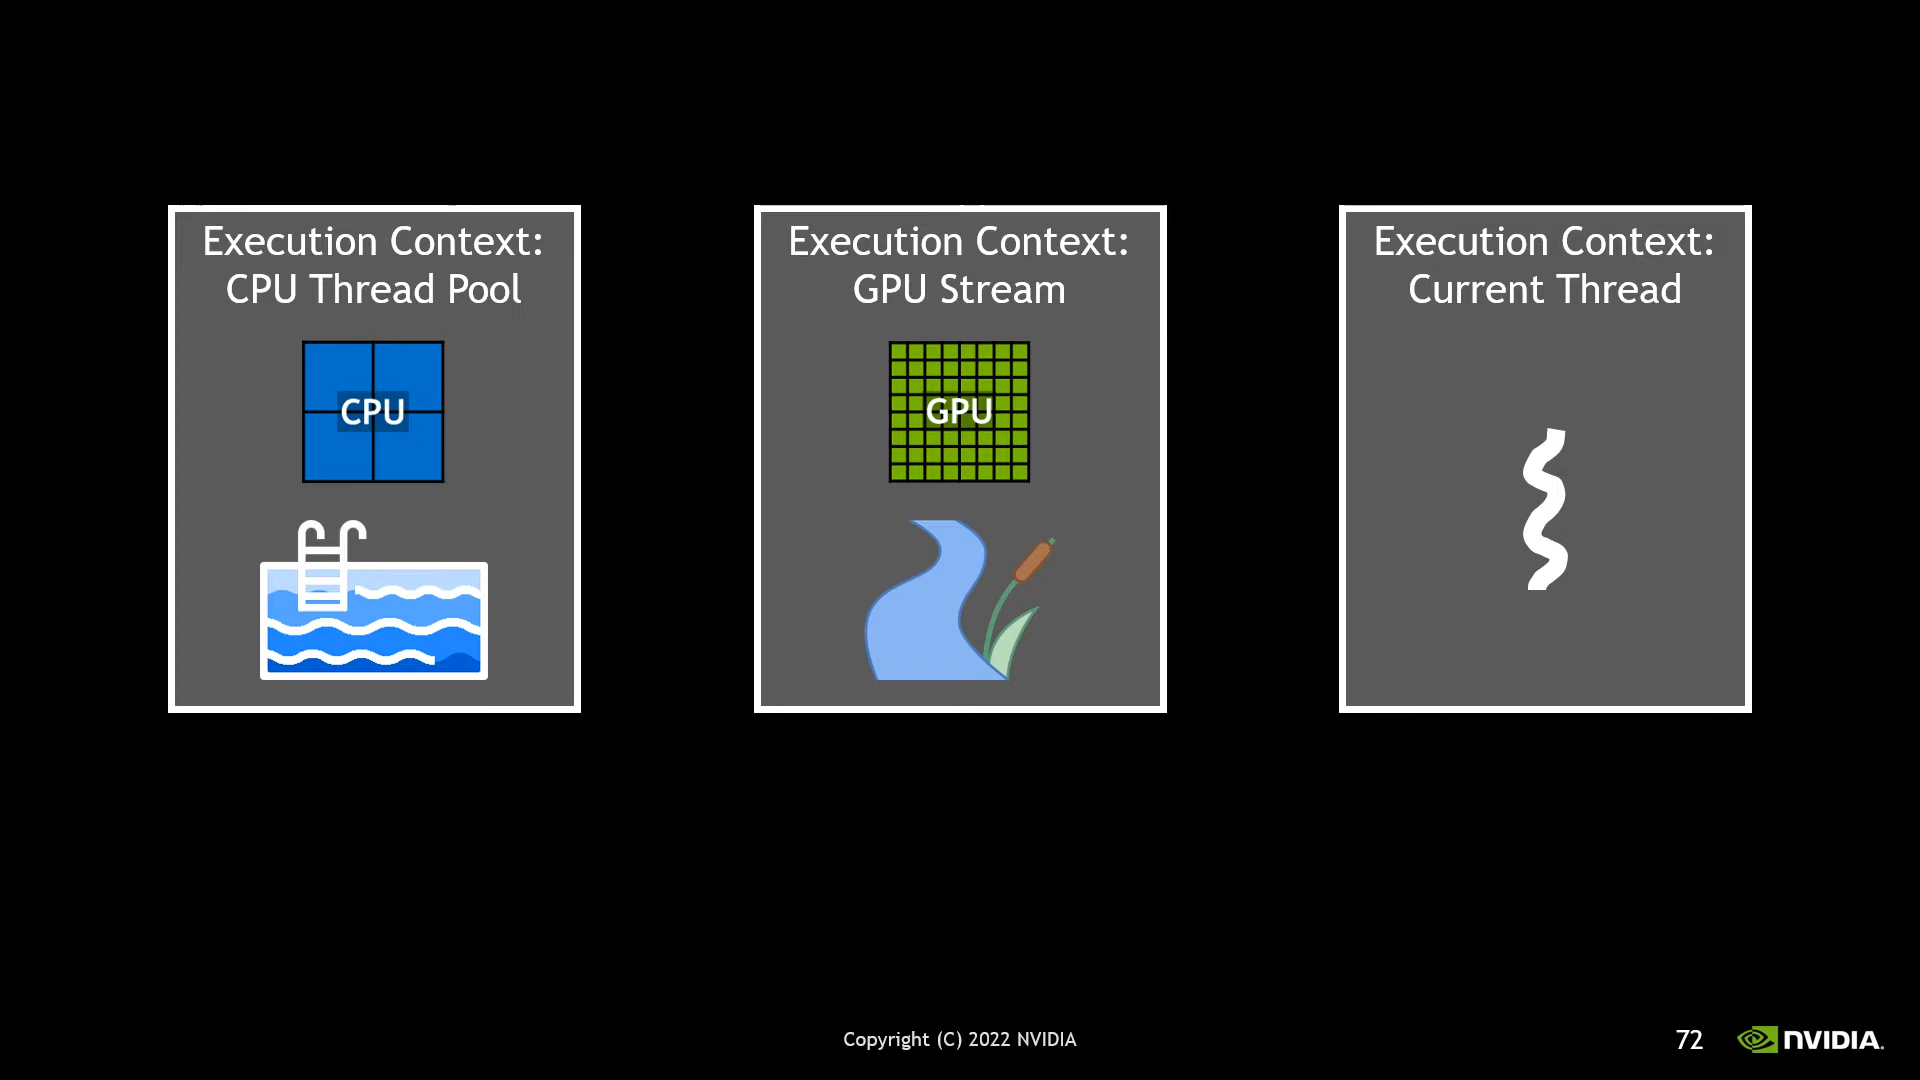 Execution Context:
CPU Thread Pool
CPU
Execution Context:
GPU Stream
GPU
Execution Context:
Current Thread
Copyright (C) 2022 NVIDIA
72
NVIDIA.